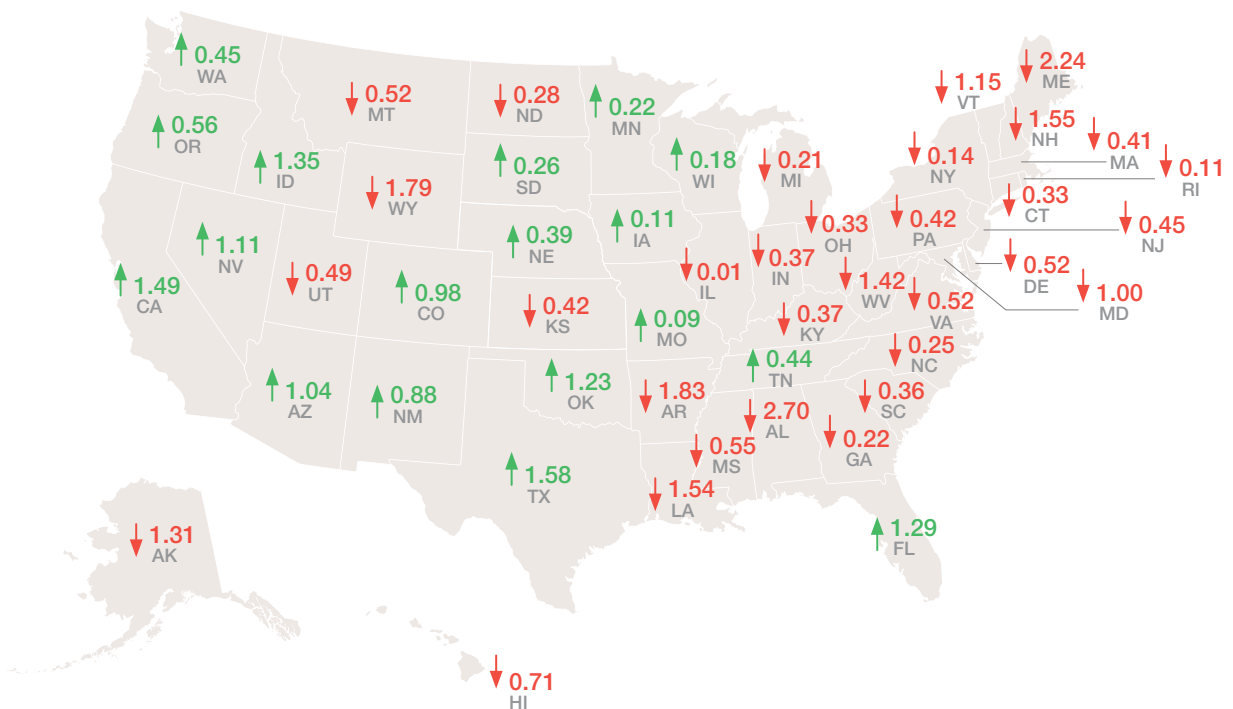 0.45
WA
0.56
OR
1.35
ID
0.52
MT
0.28
ND
0.22
MN
0.26
SD
1.79
WY
0.18
WI
0.21
MI
1.15
VT
2.24
ME
1.55
NH
0.41
MA
0.11
RI
0.14
NY
0.33
CT
0.45
NJ
0.42
PA
0.33
OH
0.52
DE
1.00
MD
1.11
NV
1.49
CA
0.49
UT
0.98
CO
0.39
NE
0.11
IA
0.01
IL
0.37
IN
1.42
WV
0.52
VA
0.42
KS
0.09
MO
0.37
KY
0.25
NC
0.44
TN
1.04
AZ
0.88
NM
1.23
OK
1.83
AR
0.36
SC
2.70
AL
0.55
MS
0.22
GA
1.58
TX
1.54
LA
1.29
FL
1.31
AK
0.71
HI